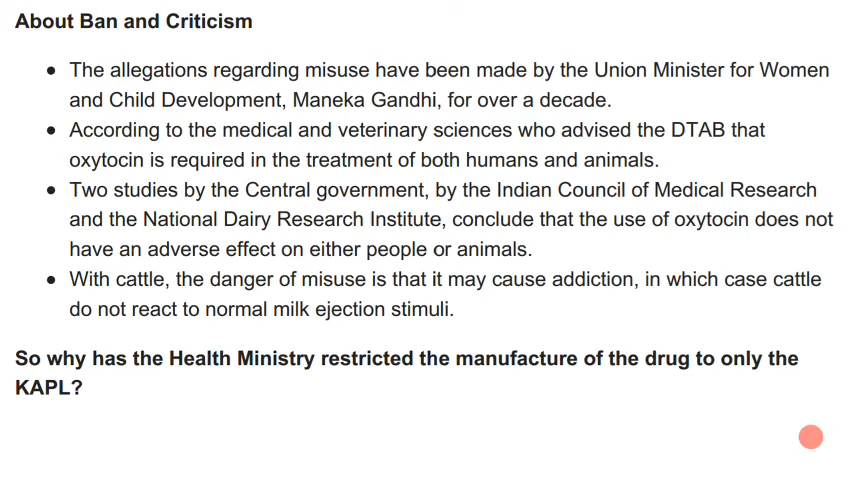 About Ban and Criticism
● The allegations regarding misuse have been made by the Union Minister for Women
and Child Development, Maneka Gandhi, for over a decade.
● According to the medical and veterinary sciences who advised the DTAB that
oxytocin is required in the treatment of both humans and animals.
● Two studies by the Central government, by the Indian Council of Medical Research
and the National Dairy Research Institute, conclude that the use of oxytocin does not
have an adverse effect on either people or animals.
● With cattle, the danger of misuse is that it may cause addiction, in which case cattle
do not react to normal milk ejection stimuli.
So why has the Health Ministry restricted the manufacture of the drug to only the
KAPL?